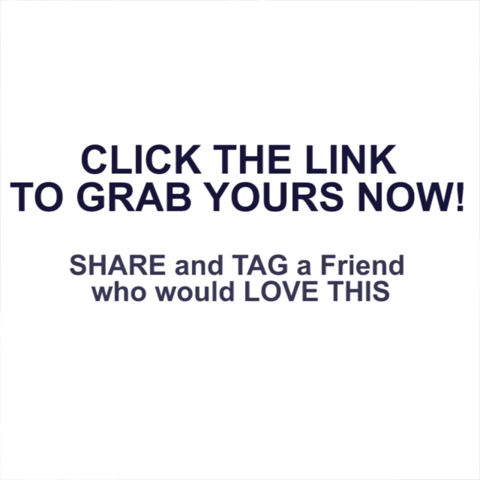 CLICK THE LINK
TO GRAB YOURS NOW!
SHARE and TAG a Friend
who would LOVE THIS